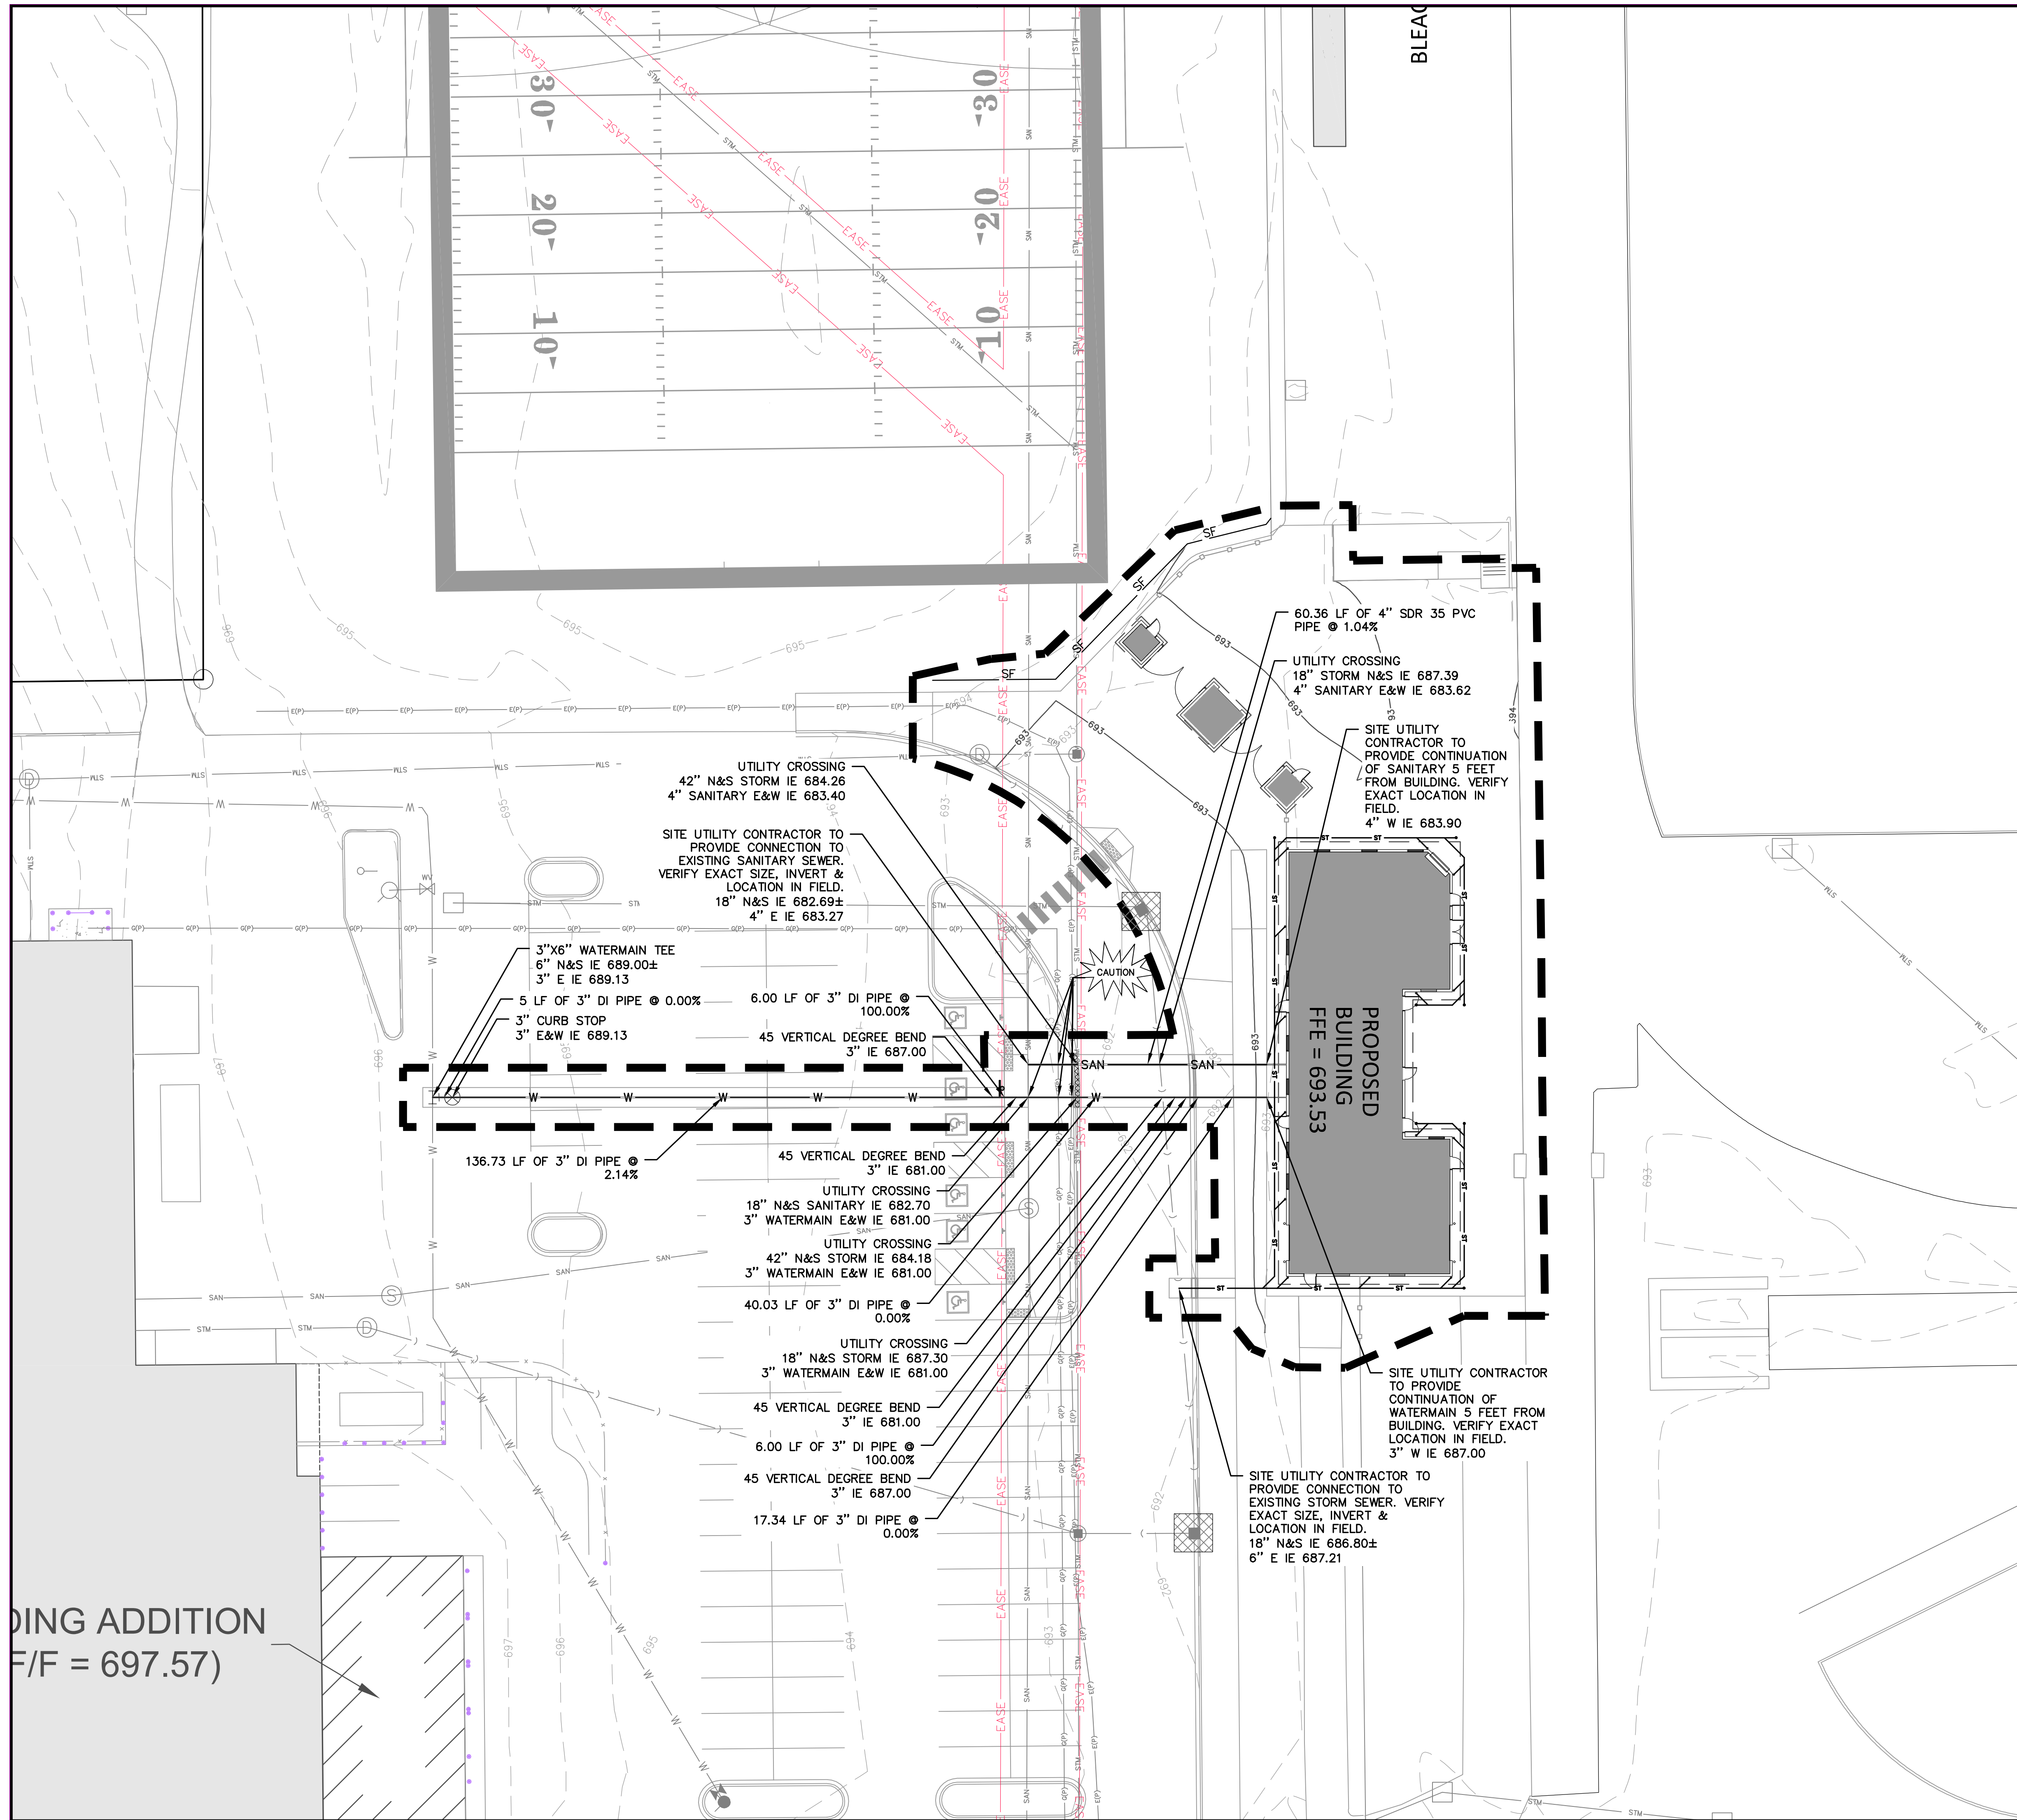 BLEAC
30
20
10
30
20
10
60.36 LF OF 4" SDR 35 PVC
PIPE @ 1.04%
UTILITY CROSSING
18" STORM N&S IE 687.39
4" SANITARY E&W IE 683.62
SITE UTILITY
CONTRACTOR TO
PROVIDE CONTINUATION
OF SANITARY 5 FEET
FROM BUILDING. VERIFY
EXACT LOCATION IN
FIELD.
4" W IE 683.90
UTILITY CROSSING
42" N&S STORM IE 684.26
4" SANITARY E&W IE 683.40
SITE UTILITY CONTRACTOR TO
PROVIDE CONNECTION TO
EXISTING SANITARY SEWER.
VERIFY EXACT SIZE, INVERT &
LOCATION IN FIELD.
18" N&S IE 682.69±
4" E IE 683.27
3"X6" WATERMAIN TEE
6" N&S IE 689.00±
3" E IE 689.13
5 LF OF 3" DI PIPE @ 0.00%
3" CURB STOP
3" E&W IE 689.13
6.00 LF OF 3" DI PIPE @
100.00%
45 VERTICAL DEGREE BEND
3" IE 687.00
CAUTION
PROPOSED
BUILDING
FFE = 693.53
136.73 LF OF 3" DI PIPE @
2.14%
45 VERTICAL DEGREE BEND
3" IE 681.00
UTILITY CROSSING
18" N&S SANITARY IE 682.70
3" WATERMAIN E&W IE 681.00
UTILITY CROSSING
42" N&S STORM IE 684.18
3" WATERMAIN E&W IE 681.00
40.03 LF OF 3" DI PIPE @
0.00%
UTILITY CROSSING
18" N&S STORM IE 687.30
3" WATERMAIN E&W IE 681.00
45 VERTICAL DEGREE BEND
3" IE 681.00
6.00 LF OF 3" DI PIPE @
100.00%
45 VERTICAL DEGREE BEND
3" IE 687.00
17.34 LF OF 3" DI PIPE @
0.00%
SITE UTILITY CONTRACTOR
TO PROVIDE
CONTINUATION OF
WATERMAIN 5 FEET FROM
BUILDING. VERIFY EXACT
LOCATION IN FIELD.
3" W IE 687.00
SITE UTILITY CONTRACTOR TO
PROVIDE CONNECTION TO
EXISTING STORM SEWER. VERIFY
EXACT SIZE, INVERT &
LOCATION IN FIELD.
18" N&S IE 686.80±
6" E IE 687.21
DING ADDITION
F/F = 697.57)